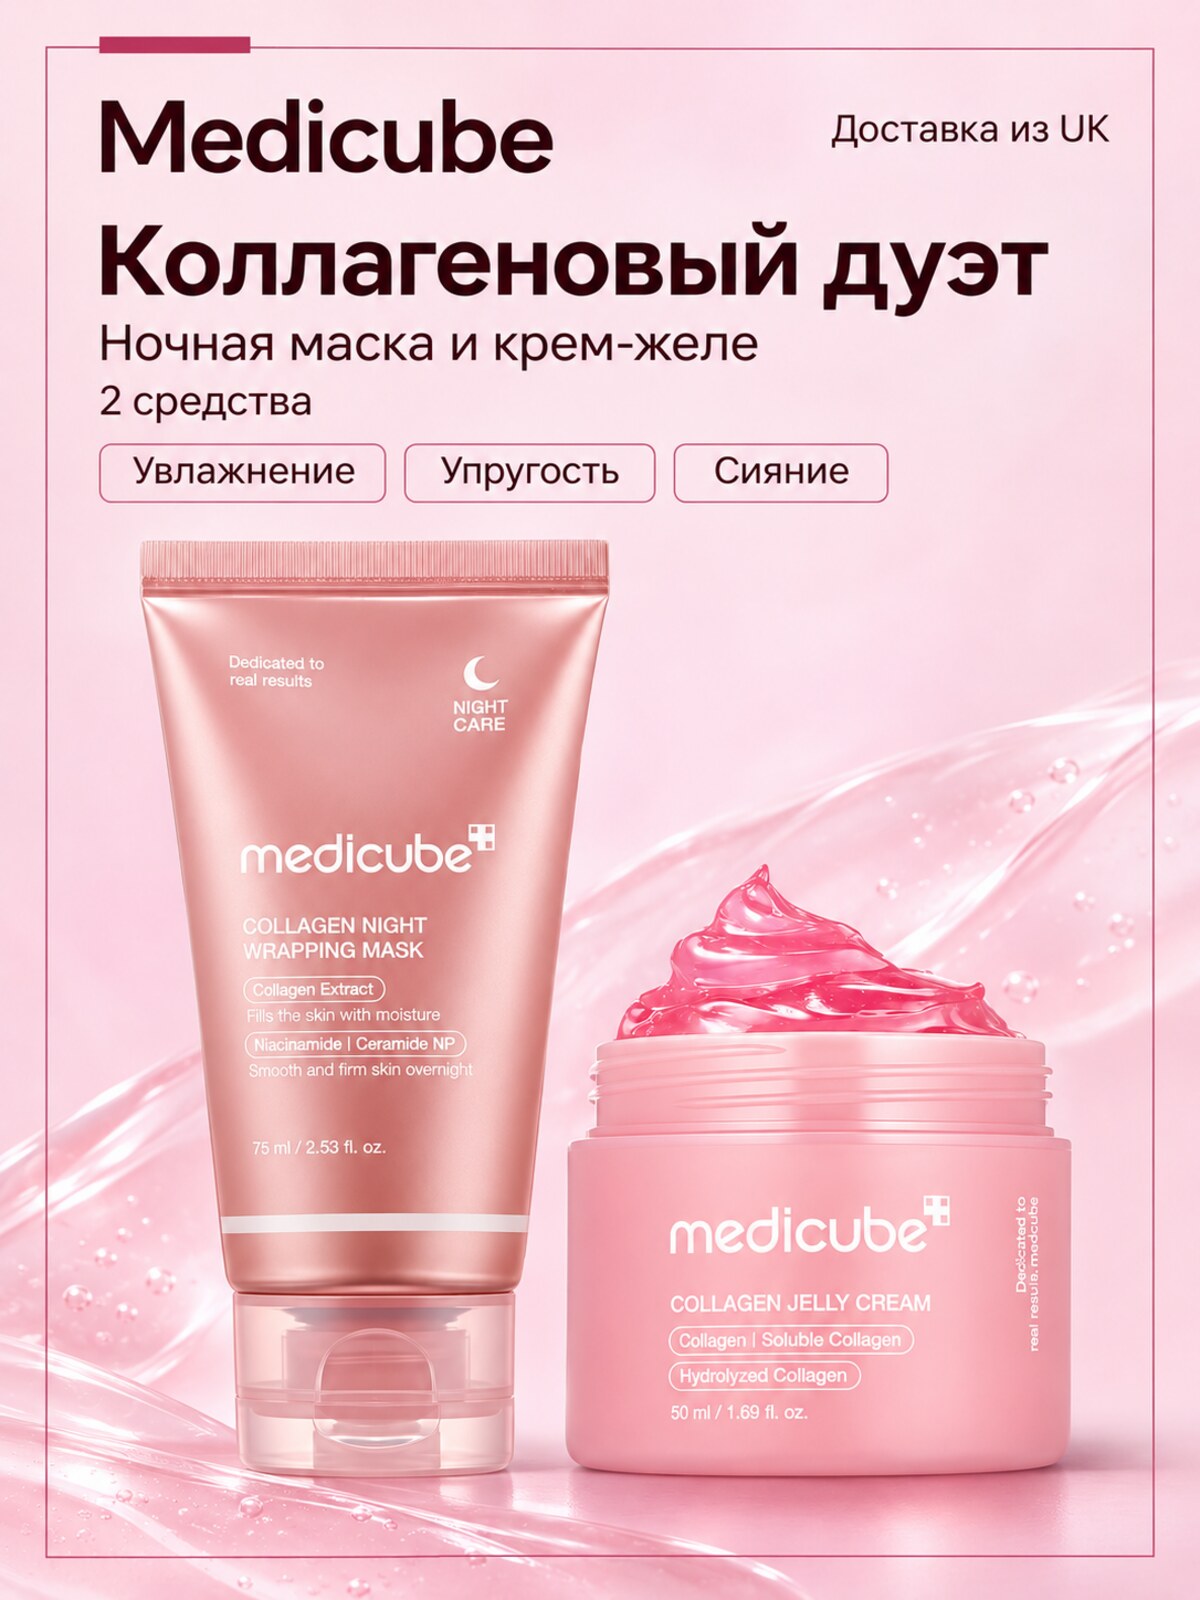 Medicube
Доставка из UK
Коллагеновый дуэт
Ночная маска и крем-желе
2 средства
Увлажнение
Упругость
Сияние
Dedicated to
real results
NIGHT
CARE
medicube
COLLAGEN NIGHT
WRAPPING MASK
Collagen Extract
Fills the skin with moisture
Niacinamide | Ceramide NP
Smooth and firm skin overnight
75 ml / 2.53 fl. oz.
medicube
COLLAGEN JELLY CREAM
Collagen | Soluble Collagen
Hydrolyzed Collagen
50 ml / 1.69 fl. oz.
Dedicated to
real